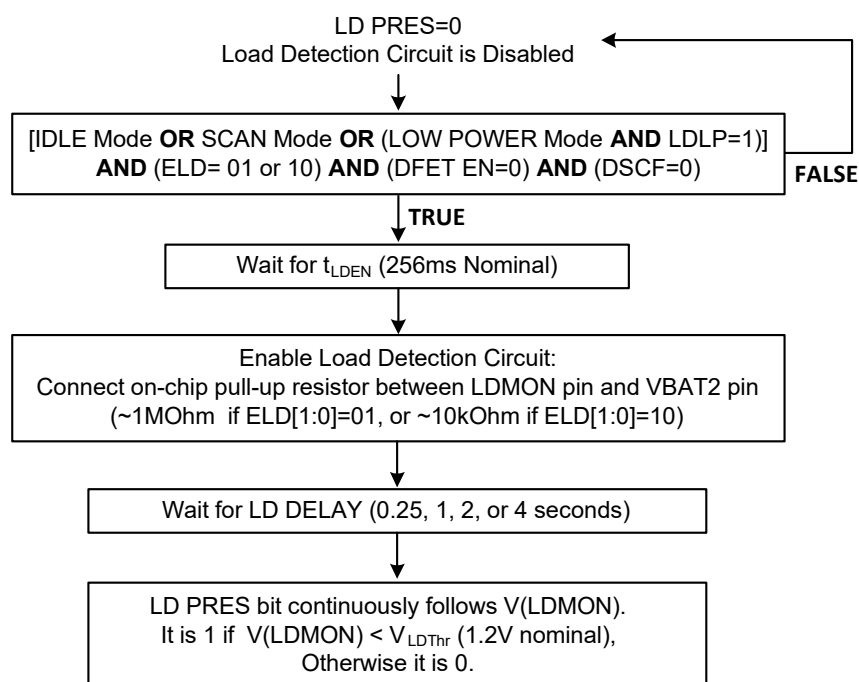 LD PRES=0
Load Detection Circuit is Disabled
[IDLE Mode OR SCAN Mode OR (LOW POWER Mode AND LDLP=1)]
AND (ELD= 01 or 10) AND (DFET EN=0) AND (DSCF=0)
FALSE
TRUE
Wait for tLDEN (256ms Nominal)
Enable Load Detection Circuit:
Connect on-chip pull-up resistor between LDMON pin and VBAT2 pin
(~1MOhm  if ELD[1:0]=01, or ~10kOhm if ELD[1:0]=10)
Wait for LD DELAY (0.25, 1, 2, or 4 seconds)
LD PRES bit continuously follows V(LDMON).
It is 1 if  V(LDMON) < VLDThr (1.2V nominal),
Otherwise it is 0.